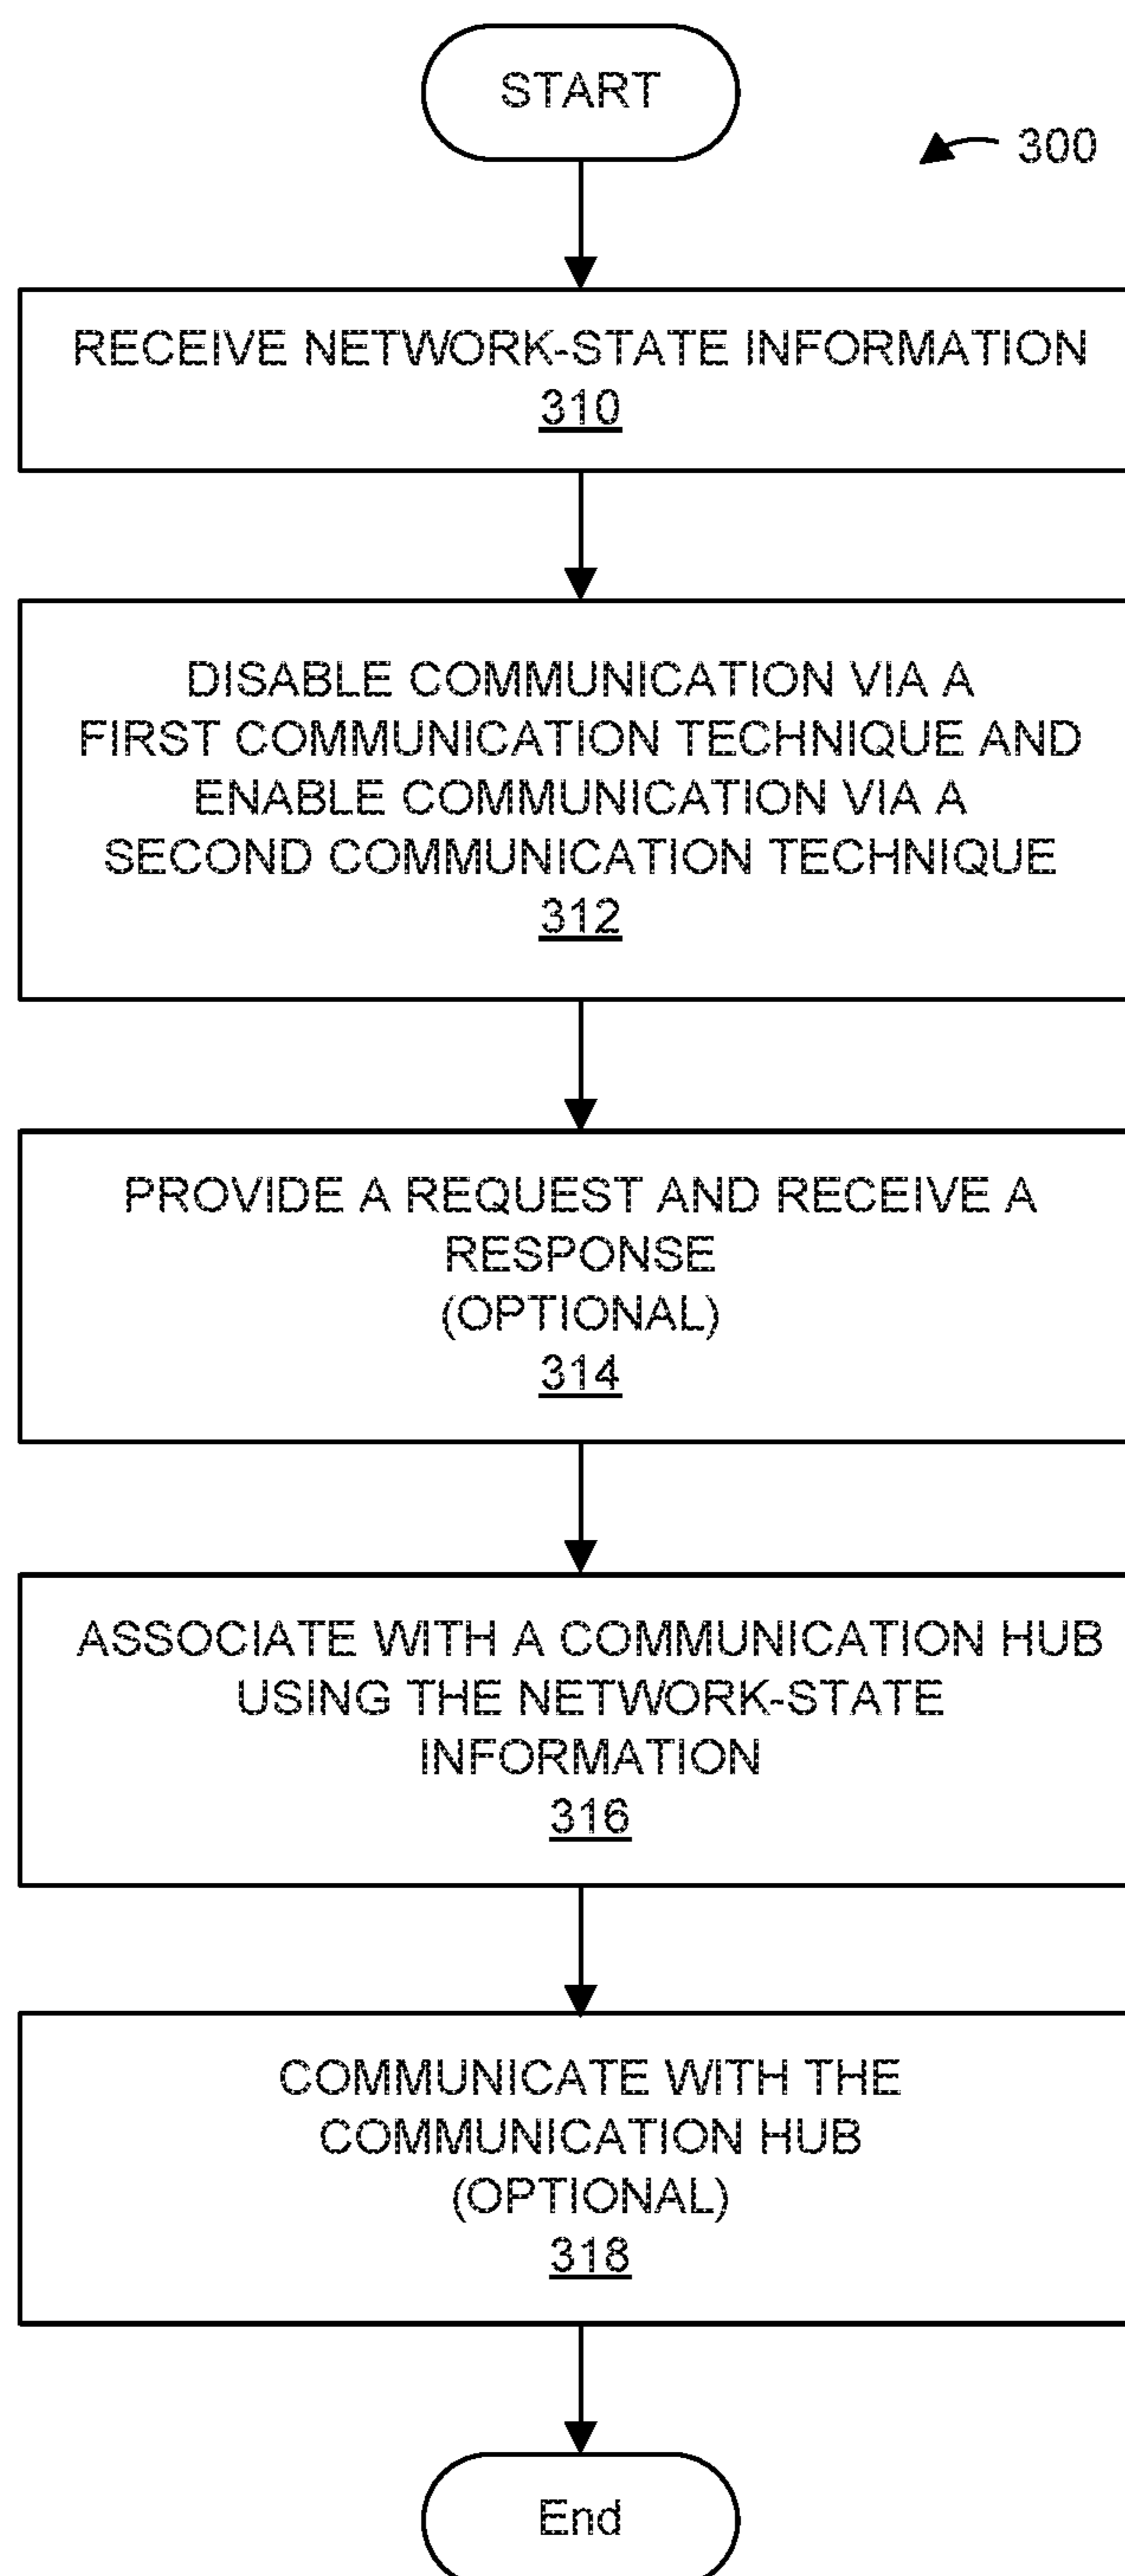 START
300
RECEIVE NETWORK-STATE INFORMATION
310
DISABLE COMMUNICATION VIA A
FIRST COMMUNICATION TECHNIQUE AND
ENABLE COMMUNICATION VIA A
SECOND COMMUNICATION TECHNIQUE
312
PROVIDE A REQUEST AND RECEIVE A
RESPONSE
(OPTIONAL)
314
ASSOCIATE WITH A COMMUNICATION HUB
USING THE NETWORK-STATE
INFORMATION
316
COMMUNICATE WITH THE
COMMUNICATION HUB
(OPTIONAL)
318
End